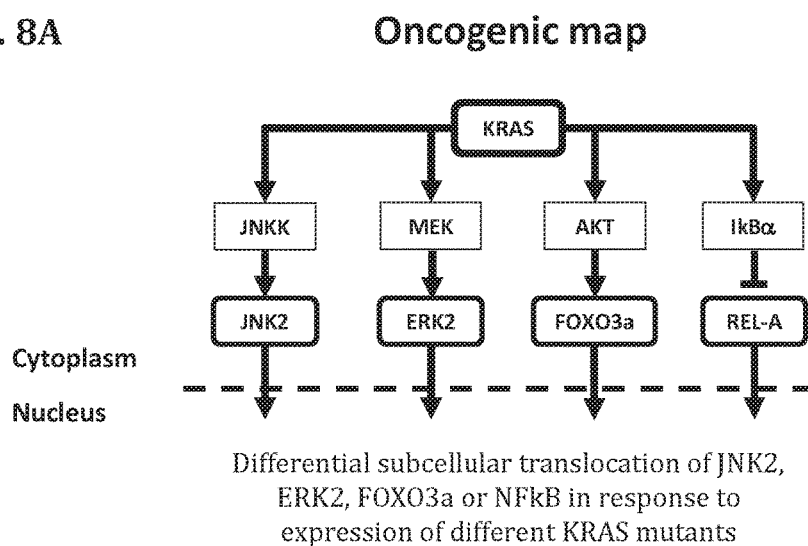 . 8A
Oncogenic map
KRAS
JNKK MEK AKT IkBα
JNK2 ERK2 FOXO3a REL-A
Cytoplasm
Nucleus
Differential subcellular translocation of JNK2,
ERK2, FOXO3a or NFkB in response to
expression of different KRAS mutants